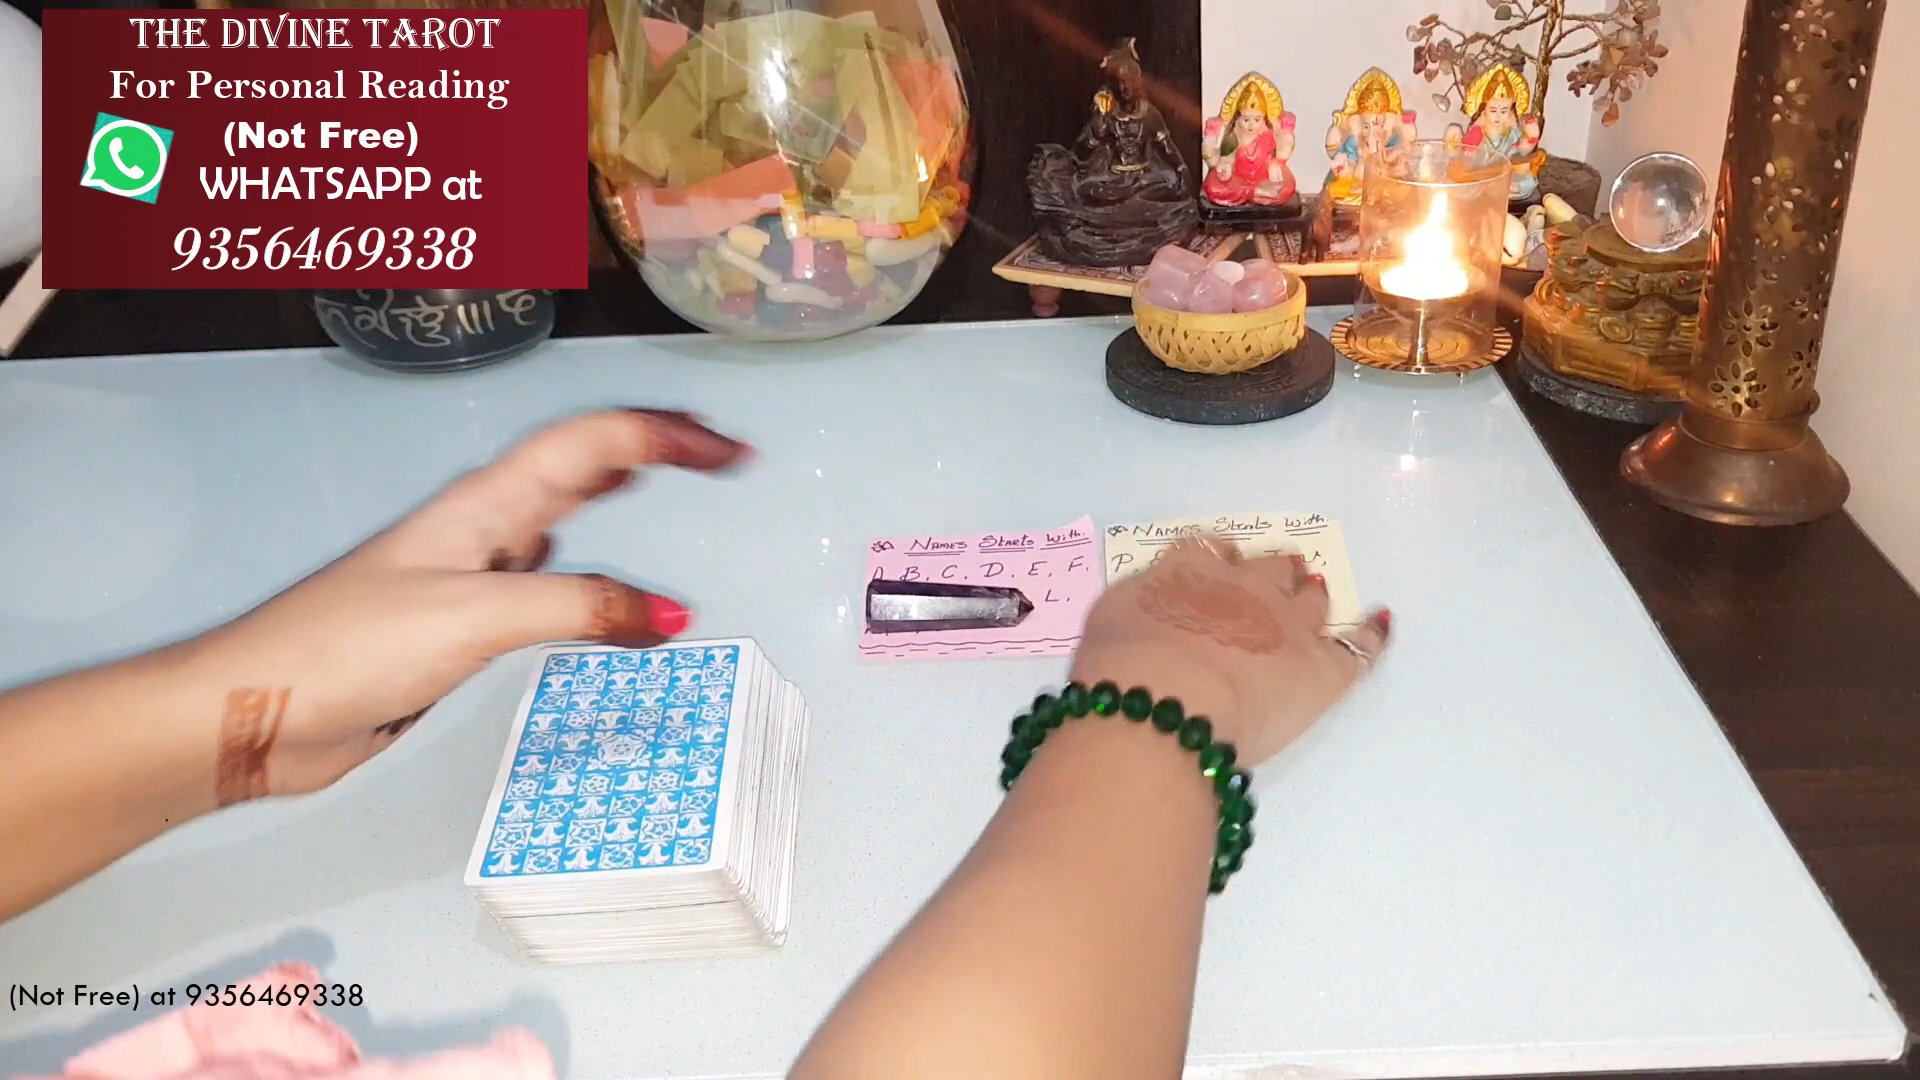 THE DIVINE TAROT
For Personal Reading
(Not Free)
WHATSAPP at
9356469338
NAMES Starts With.
A, B, C, D, E, F.
L.
NAMES Starts With.
P,
(Not Free) at 9356469338